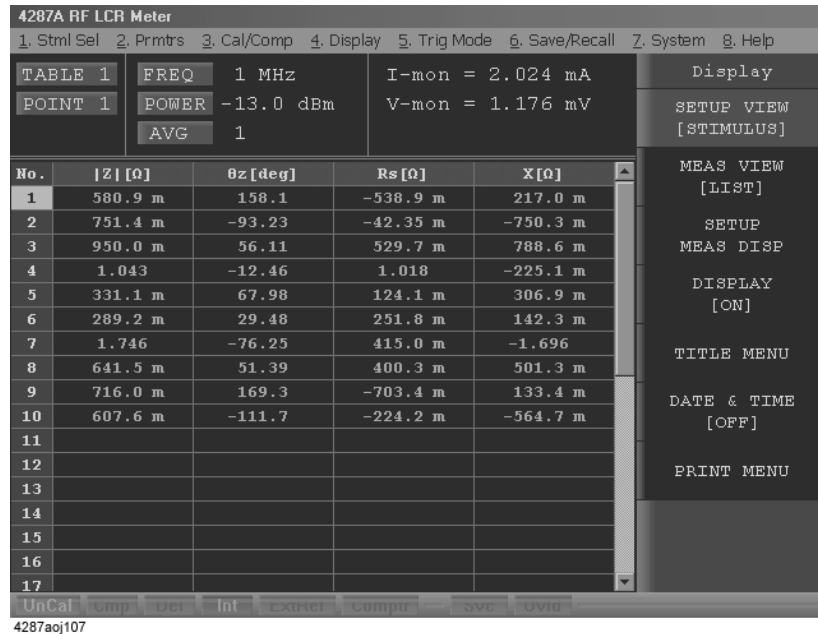 4287A RF LCR Meter
1. Stml Sel 2. Prmtrs 3. Cal/Comp 4. Display 5. Trig Mode 6. Save/Recall 7. System 8. Help
TABLE 1 FREQ 1 MHz I-mon = 2.024 mA
POINT 1 POWER -13.0 dBm V-mon = 1.176 mV
AVG 1
No. |Z|[Ω] θz[deg] Rs[Ω] X[Ω]
1 580.9 m 158.1 -538.9 m 217.0 m
2 751.4 m -93.23 -42.35 m -750.3 m
3 950.0 m 56.11 529.7 m 788.6 m
4 1.043 -12.46 1.018 -225.1 m
5 331.1 m 67.98 124.1 m 306.9 m
6 289.2 m 29.48 251.8 m 142.3 m
7 1.746 -76.25 415.0 m -1.696
8 641.5 m 51.39 400.3 m 501.3 m
9 716.0 m 169.3 -703.4 m 133.4 m
10 607.6 m -111.7 -224.2 m -564.7 m
11
12
13
14
15
16
17
Display
SETUP VIEW
[STIMULUS]
MEAS VIEW
[LIST]
SETUP
MEAS DISP
DISPLAY
[ON]
TITLE MENU
DATE & TIME
[OFF]
PRINT MENU
UnCal Cmp Del Int ExtRef Comptr --- Svc Ovld
4287aoj107